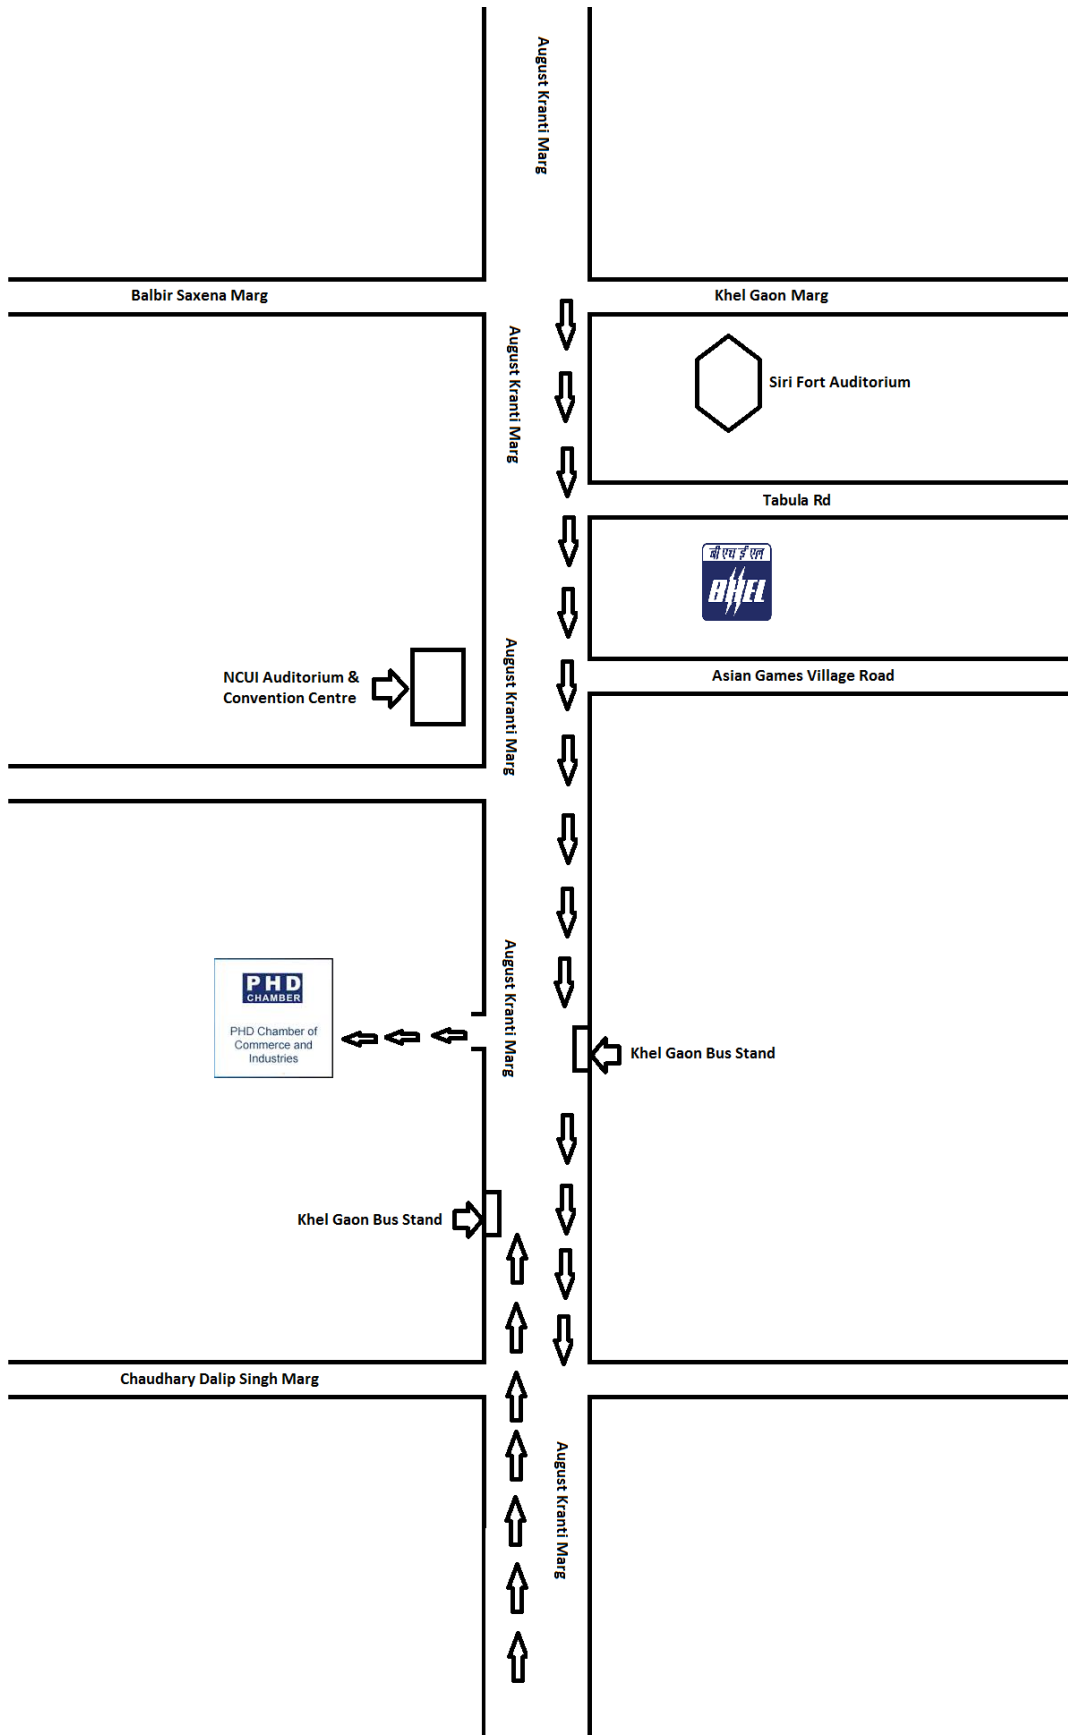 August Kranti Marg
Balbir Saxena Marg
Khel Gaon Marg
August Kranti Marg
Siri Fort Auditorium
Tabula Rd
बी एच ई एल
BHEL
August Kranti Marg
NCUI Auditorium &
Convention Centre
Asian Games Village Road
August Kranti Marg
PHD
CHAMBER
PHD Chamber of
Commerce and
Industries
Khel Gaon Bus Stand
Khel Gaon Bus Stand
Chaudhary Dalip Singh Marg
August Kranti Marg